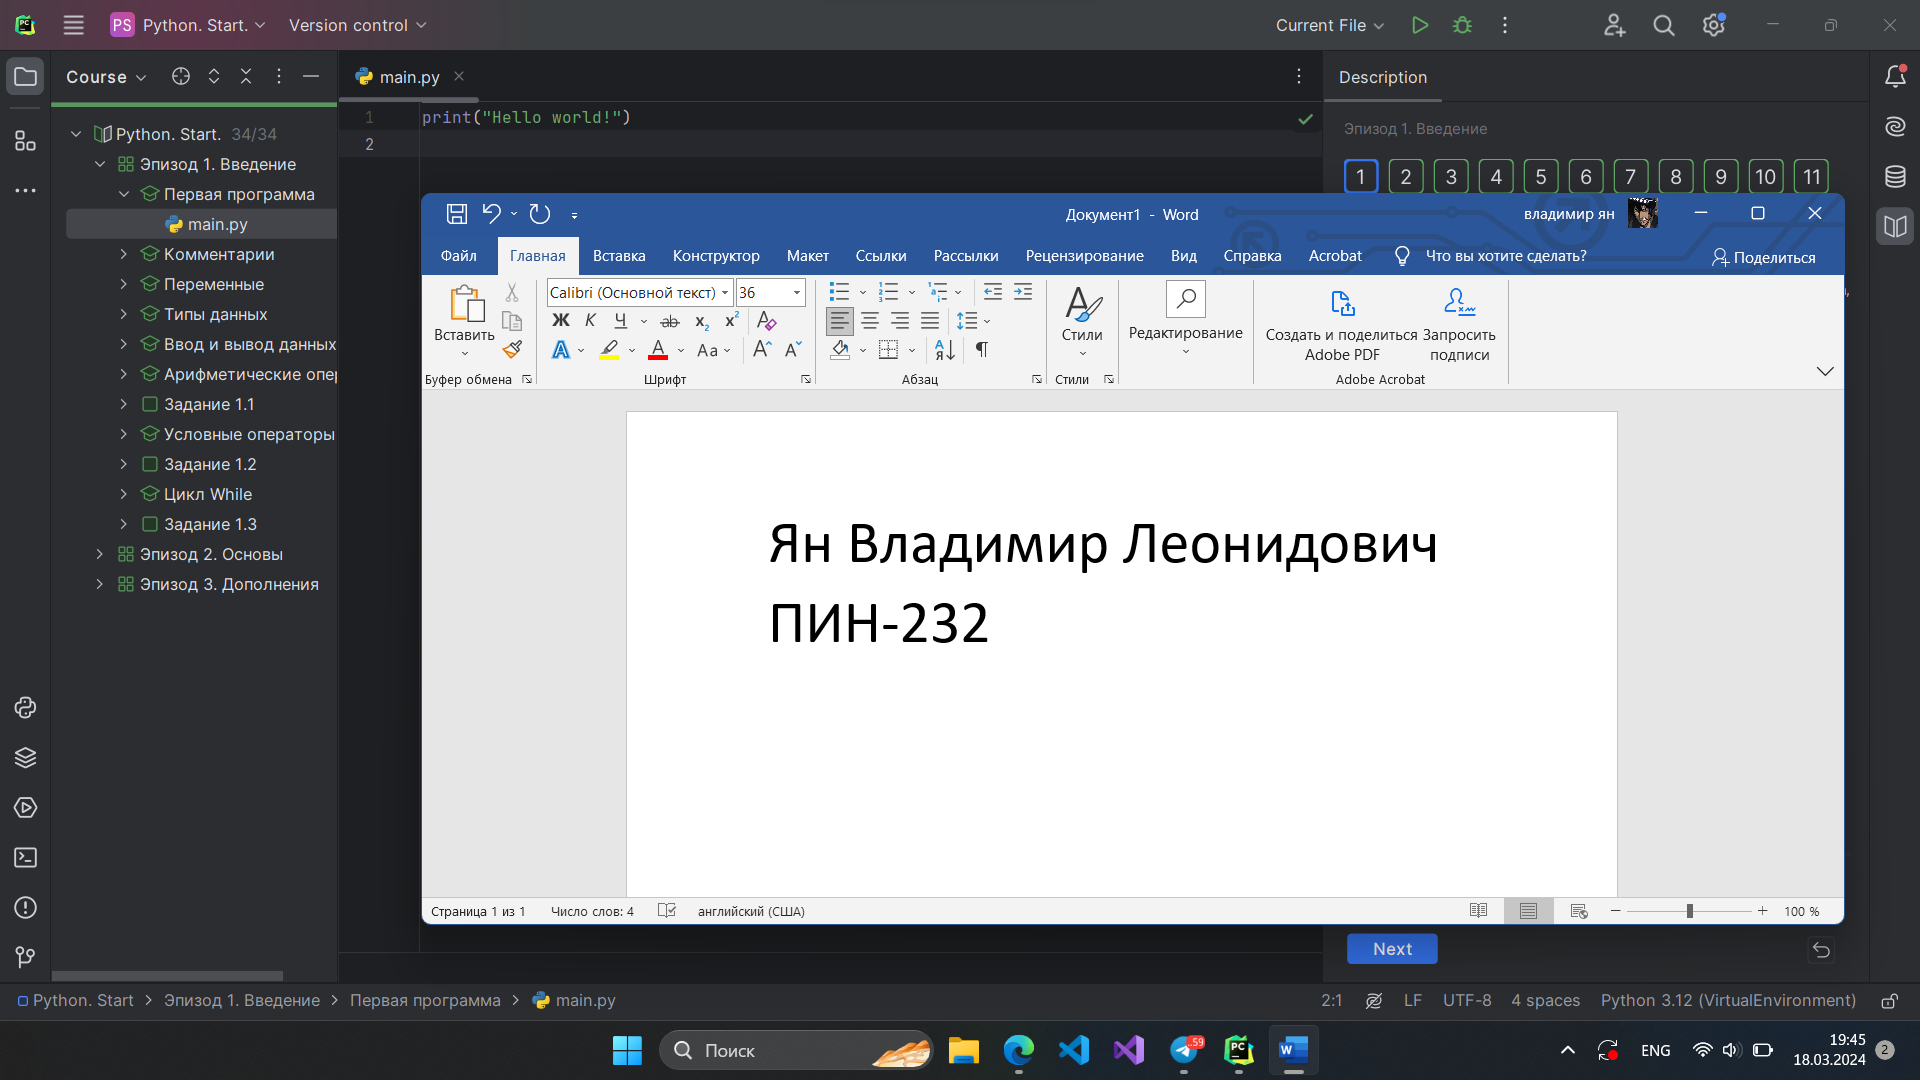 PS Python. Start. Version control Current File
Course
main.py
Description
Python. Start. 34/34
Эпизод 1. Введение
Первая программа
main.py
Комментарии
Переменные
Типы данных
Ввод и вывод данных
Арифметические опе
Задание 1.1
Условные операторы
Задание 1.2
Цикл While
Задание 1.3
Эпизод 2. Основы
Эпизод 3. Дополнения
1 print("Hello world!")
2
Эпизод 1. Введение
1 2 3 4 5 6 7 8 9 10 11
Документ1 - Word
владимир ян
Файл Главная Вставка Конструктор Макет Ссылки Рассылки Рецензирование Вид Справка Acrobat Что вы хотите сделать? Поделиться
Вставить
Буфер обмена
Calibri (Основной текст) 36
Ж К Ч ab x₂ x²
А А Aa A A
Шрифт
Абзац
Стили
Стили
Редактирование
Создать и поделиться Adobe PDF
Запросить подписи
Adobe Acrobat
Ян Владимир Леонидович
ПИН-232
Страница 1 из 1 Число слов: 4 английский (США) 100 %
Next
Python. Start Эпизод 1. Введение Первая программа main.py
2:1 LF UTF-8 4 spaces Python 3.12 (VirtualEnvironment)
Поиск
59
PC
ENG
19:45
18.03.2024
2